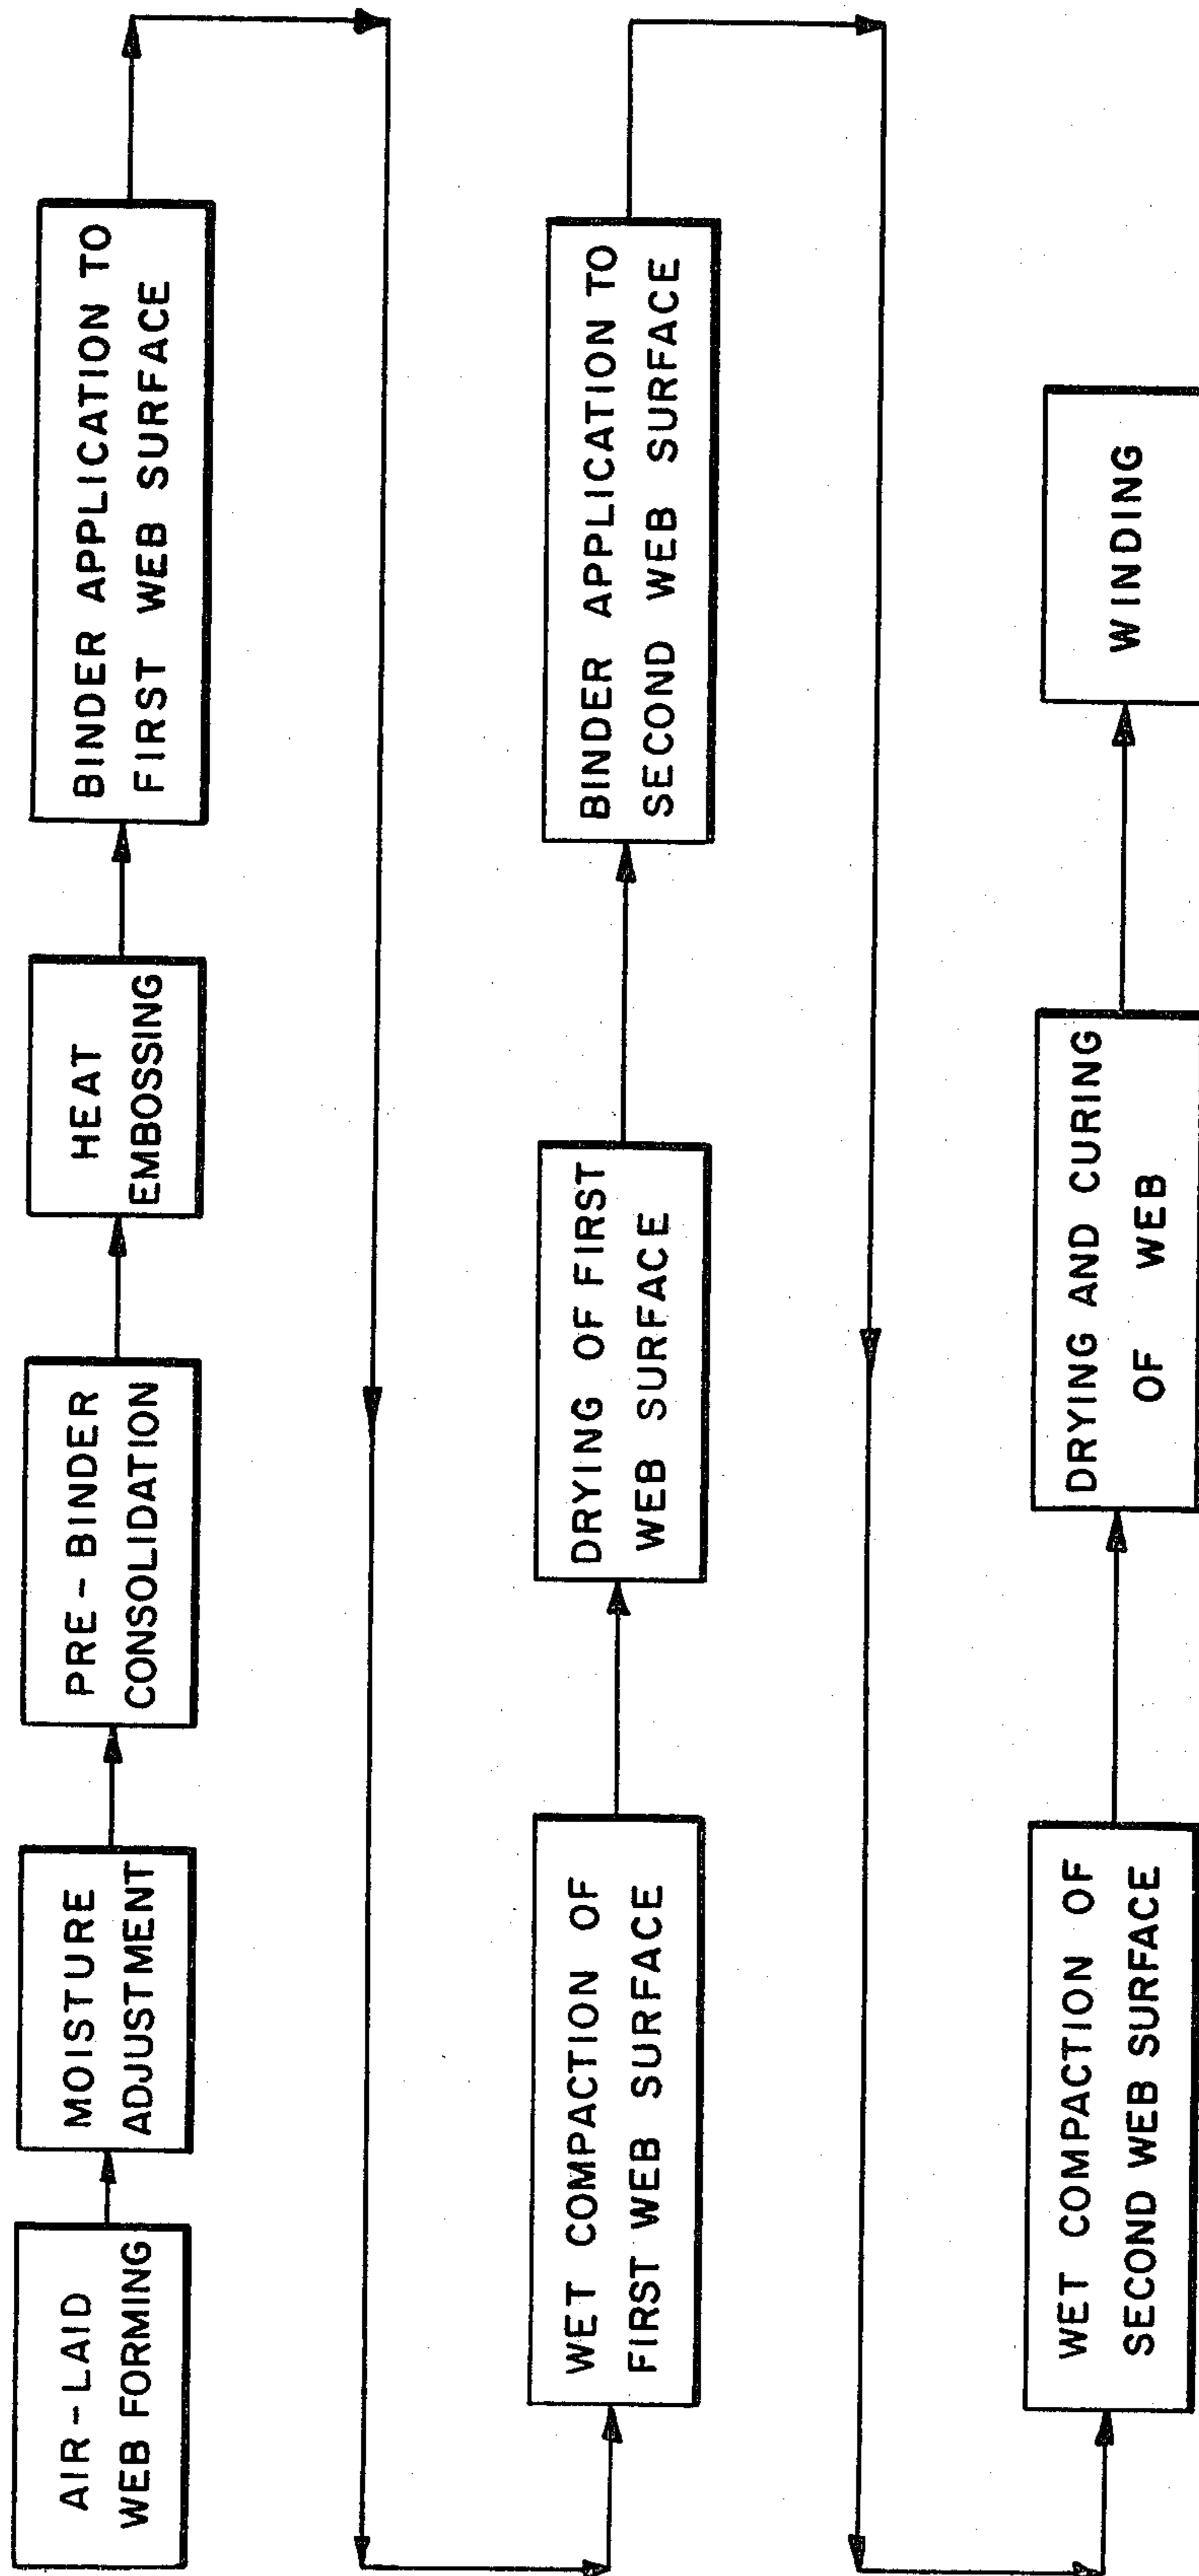 AIR-LAID
WEB FORMING
MOISTURE
ADJUSTMENT
PRE-BINDER
CONSOLIDATION
HEAT
EMBOSSING
BINDER APPLICATION TO
FIRST WEB SURFACE
WET COMPACTION OF
FIRST WEB SURFACE
DRYING OF FIRST
WEB SURFACE
BINDER APPLICATION TO
SECOND WEB SURFACE
WET COMPACTION OF
SECOND WEB SURFACE
DRYING AND CURING
OF WEB
WINDING